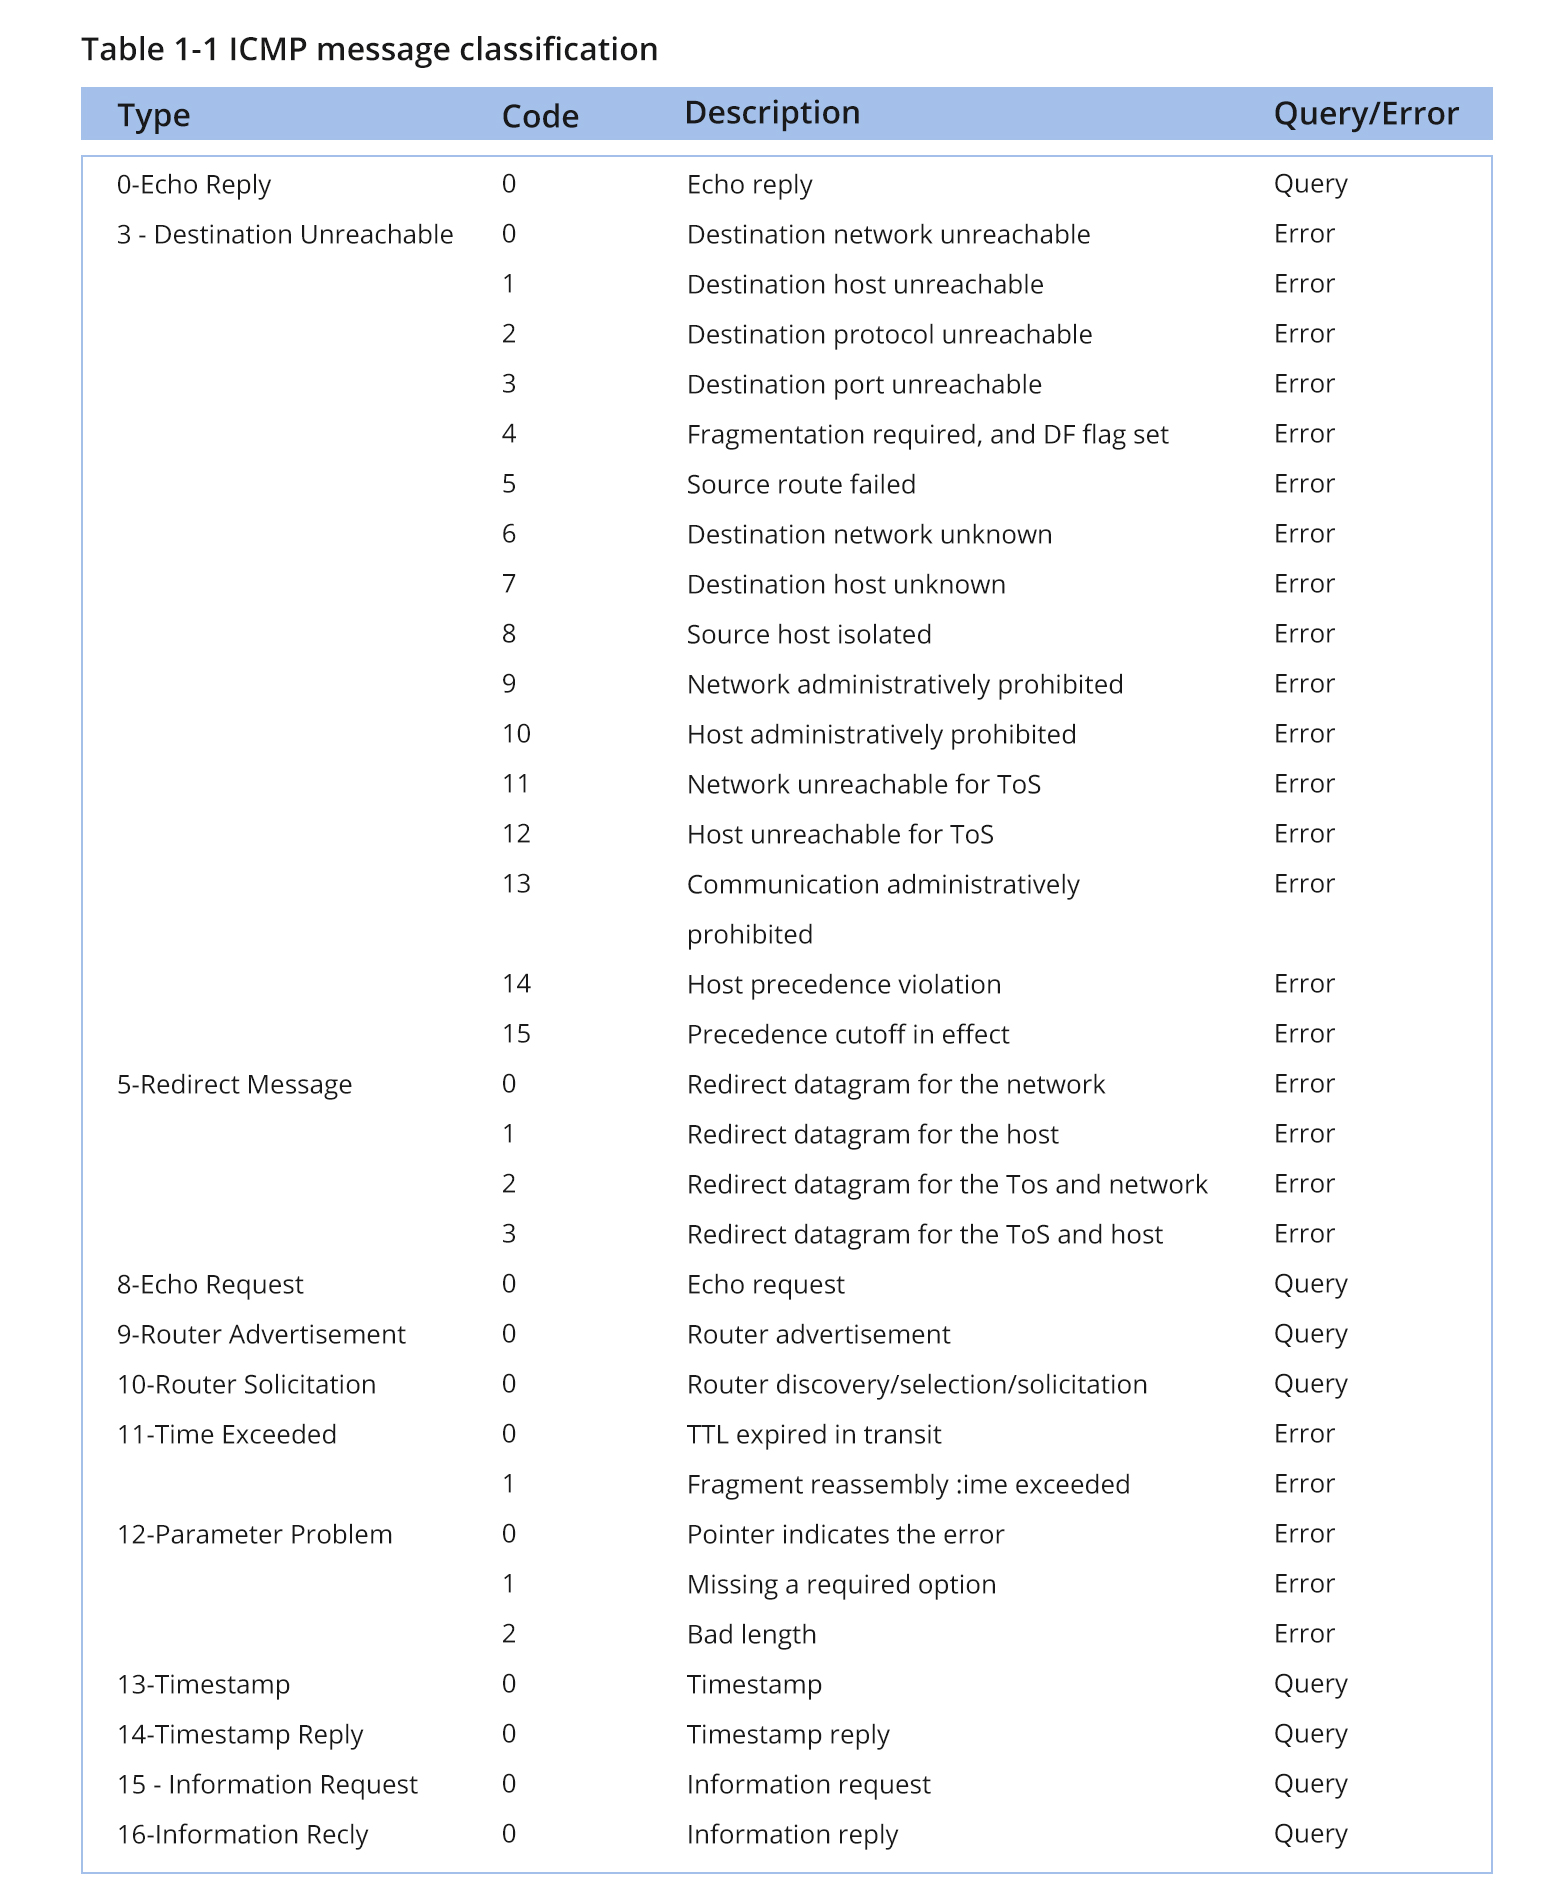 Table 1-1 ICMP message classification
Type Code Description Query/Error
0-Echo Reply 0 Echo reply Query
3 - Destination Unreachable 0 Destination network unreachable Error
1 Destination host unreachable Error
2 Destination protocol unreachable Error
3 Destination port unreachable Error
4 Fragmentation required, and DF flag set Error
5 Source route failed Error
6 Destination network unknown Error
7 Destination host unknown Error
8 Source host isolated Error
9 Network administratively prohibited Error
10 Host administratively prohibited Error
11 Network unreachable for ToS Error
12 Host unreachable for ToS Error
13 Communication administratively Error
prohibited
14 Host precedence violation Error
15 Precedence cutoff in effect Error
5-Redirect Message 0 Redirect datagram for the network Error
1 Redirect datagram for the host Error
2 Redirect datagram for the Tos and network Error
3 Redirect datagram for the ToS and host Error
8-Echo Request 0 Echo request Query
9-Router Advertisement 0 Router advertisement Query
10-Router Solicitation 0 Router discovery/selection/solicitation Query
11-Time Exceeded 0 TTL expired in transit Error
1 Fragment reassembly :ime exceeded Error
12-Parameter Problem 0 Pointer indicates the error Error
1 Missing a required option Error
2 Bad length Error
13-Timestamp 0 Timestamp Query
14-Timestamp Reply 0 Timestamp reply Query
15 - Information Request 0 Information request Query
16-Information Recly 0 Information reply Query